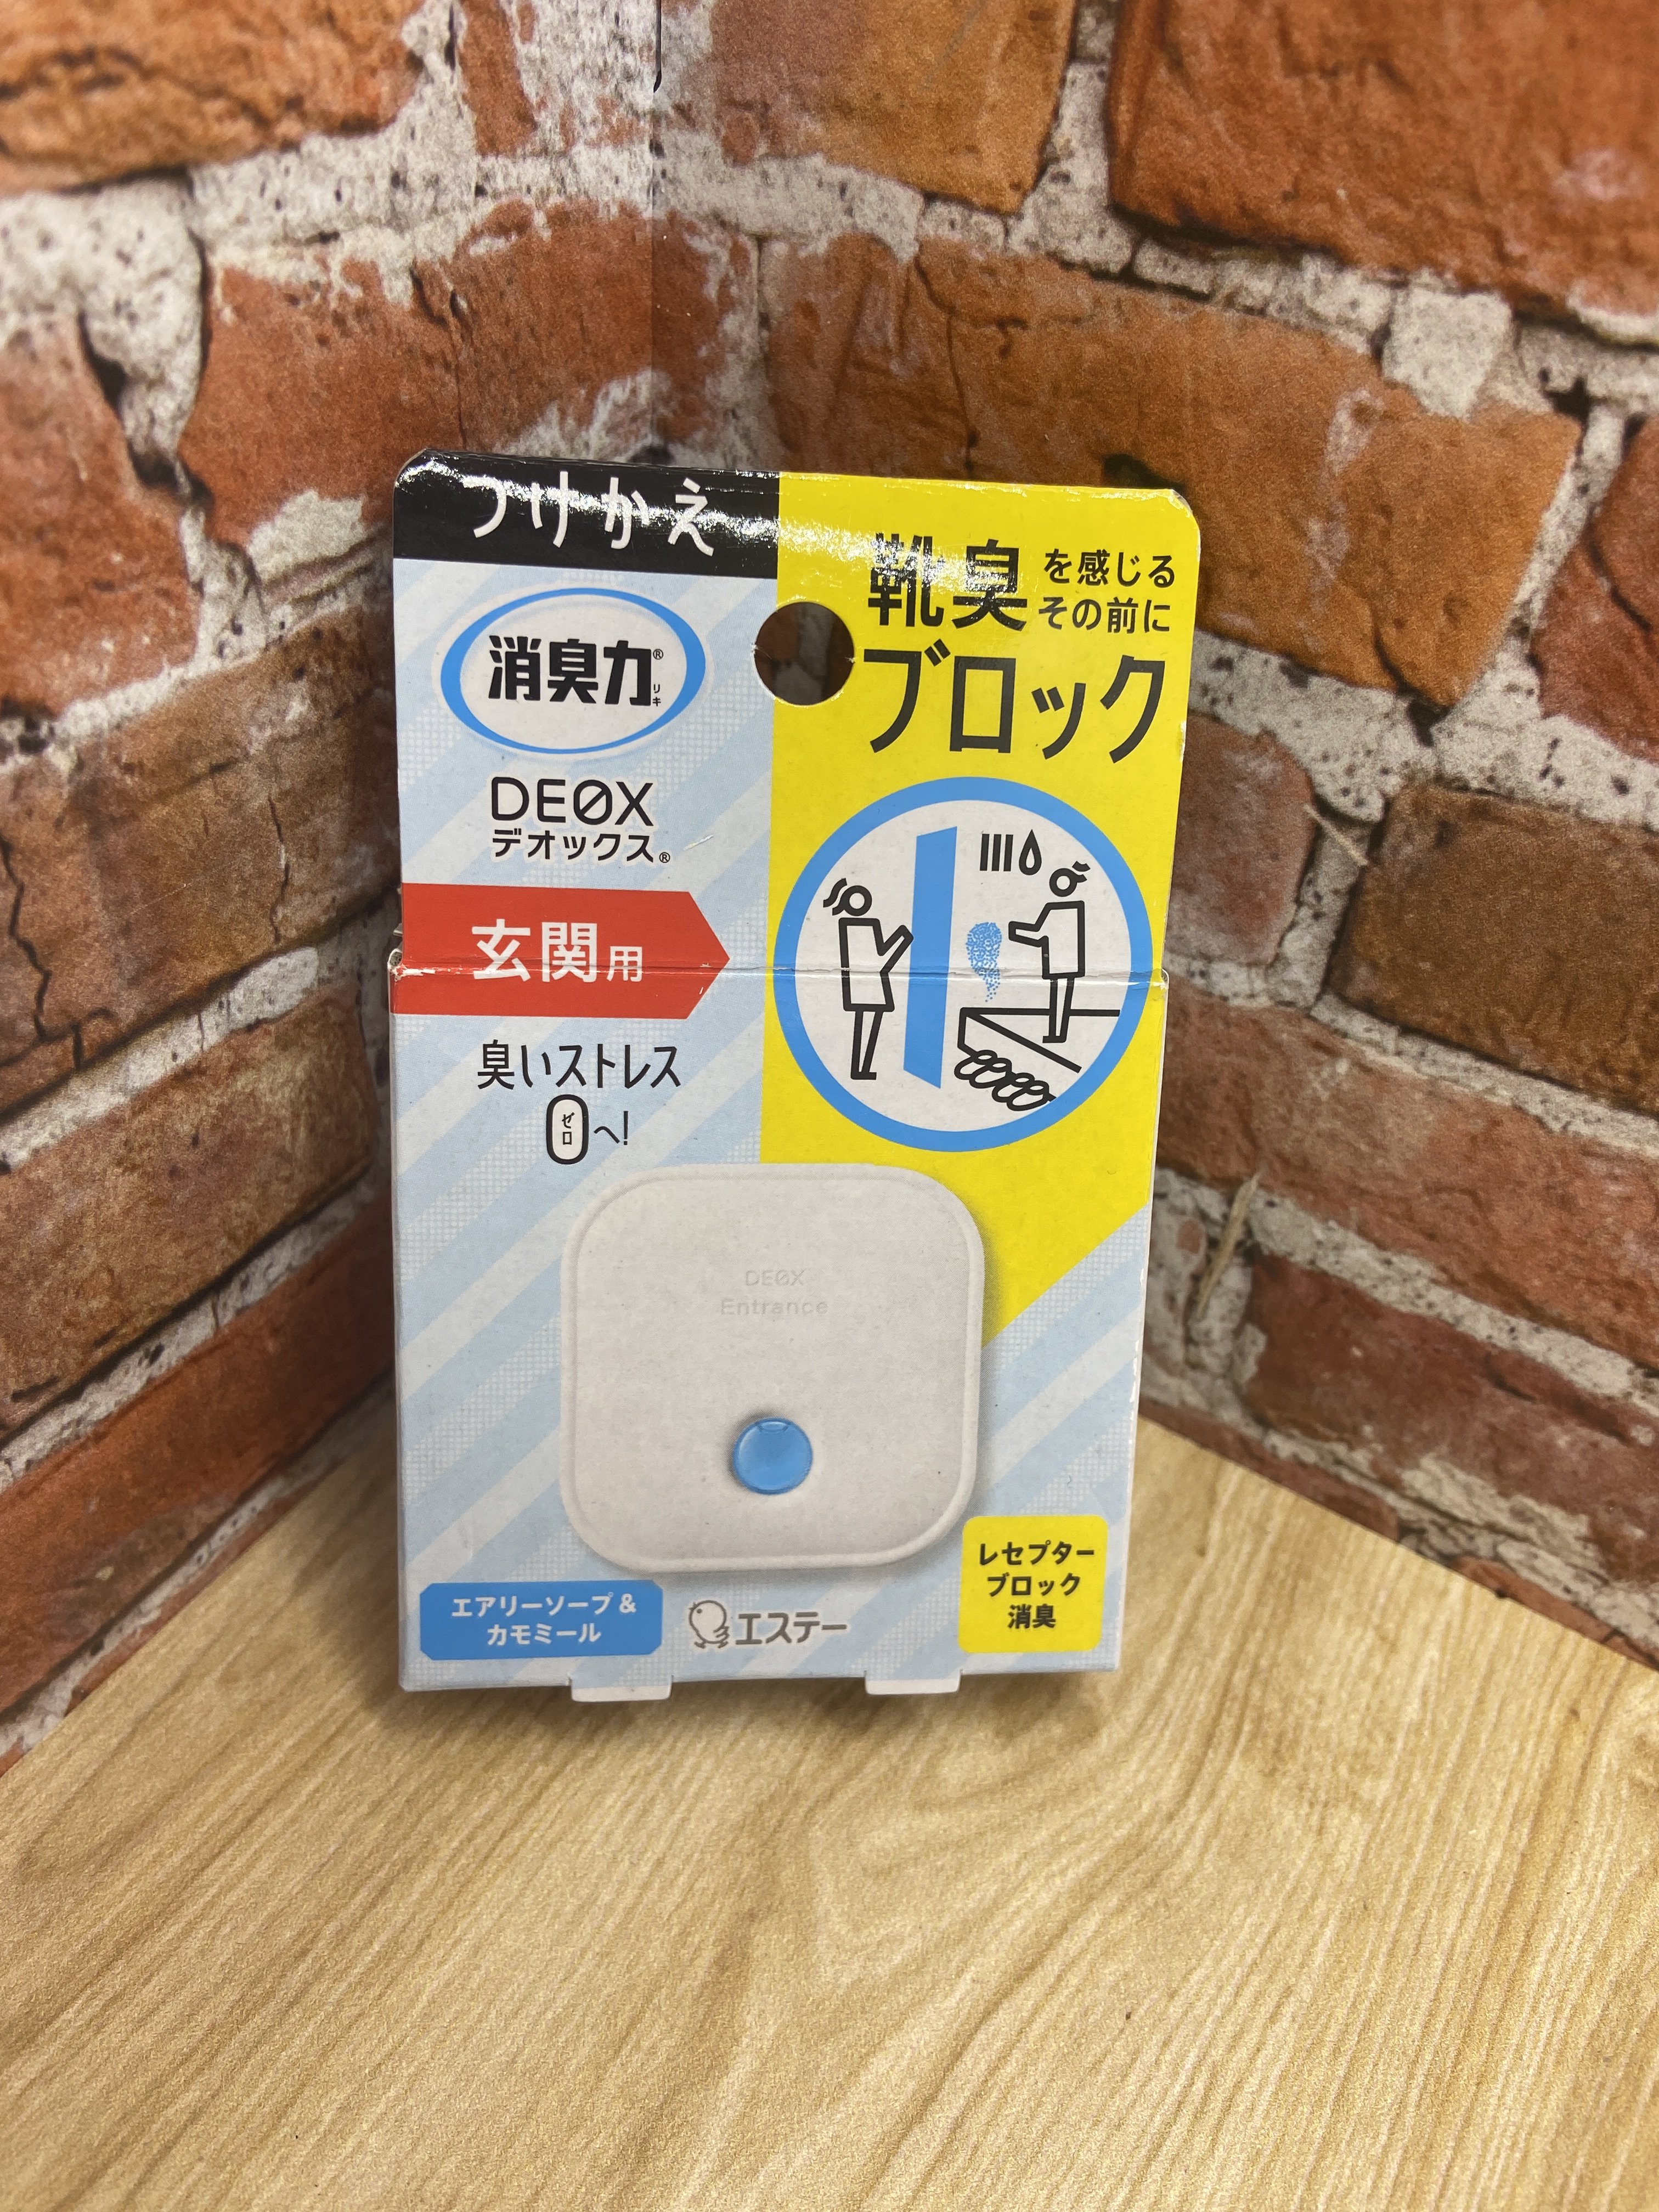 つけかえ
消臭力®
リキ
DEOX
デオックス®
玄関用
臭いストレス
0へ!
ゼロ
靴臭を感じる
その前に
ブロック
DEOX
Entrance
エアリーソープ&
カモミール
エステー
レセプター
ブロック
消臭